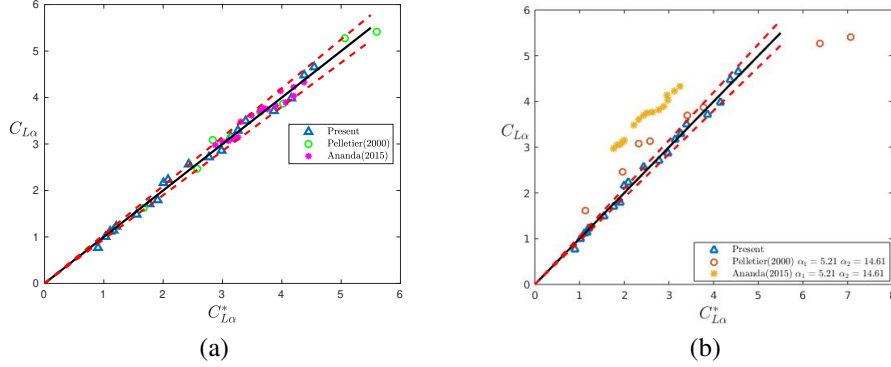 6
5
4
3
2
1
0
C_{Lα}
0 1 2 3 4 5 6
C^*_{Lα}
Present
Pelletier(2000)
Ananda(2015)
(a)
6
5
4
3
2
1
0
C_{Lα}
0 1 2 3 4 5 6 7 8
C^*_{Lα}
Present
Pelletier(2000) α₁ = 5.21 α₂ = 14.61
Ananda(2015) α₁ = 5.21 α₂ = 14.61
(b)